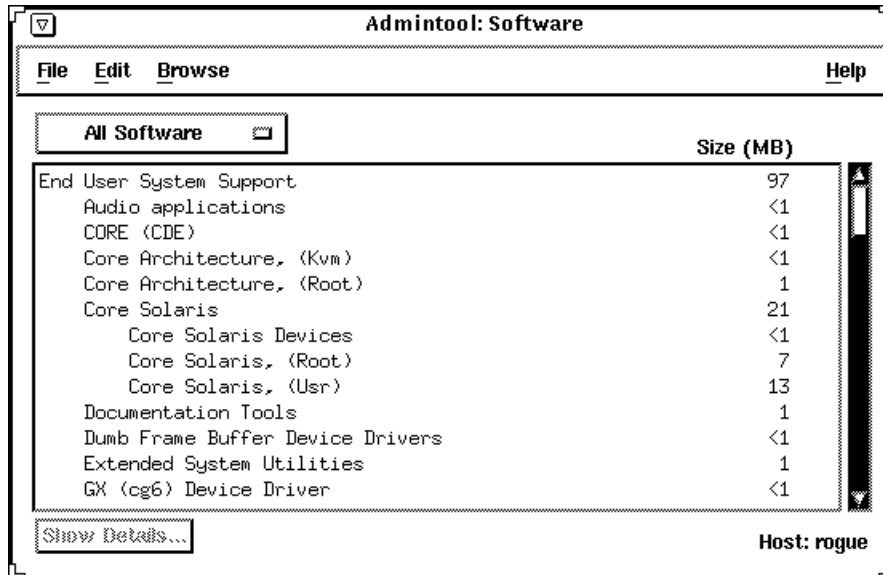 Admintool: Software
File Edit Browse Help
All Software
Size (MB)
End User System Support 97
Audio applications <1
CORE (CDE) <1
Core Architecture, (Kvm) <1
Core Architecture, (Root) 1
Core Solaris 21
Core Solaris Devices <1
Core Solaris, (Root) 7
Core Solaris, (Usr) 13
Documentation Tools 1
Dumb Frame Buffer Device Drivers <1
Extended System Utilities 1
GX (cg6) Device Driver <1
Show Details...
Host: rogue